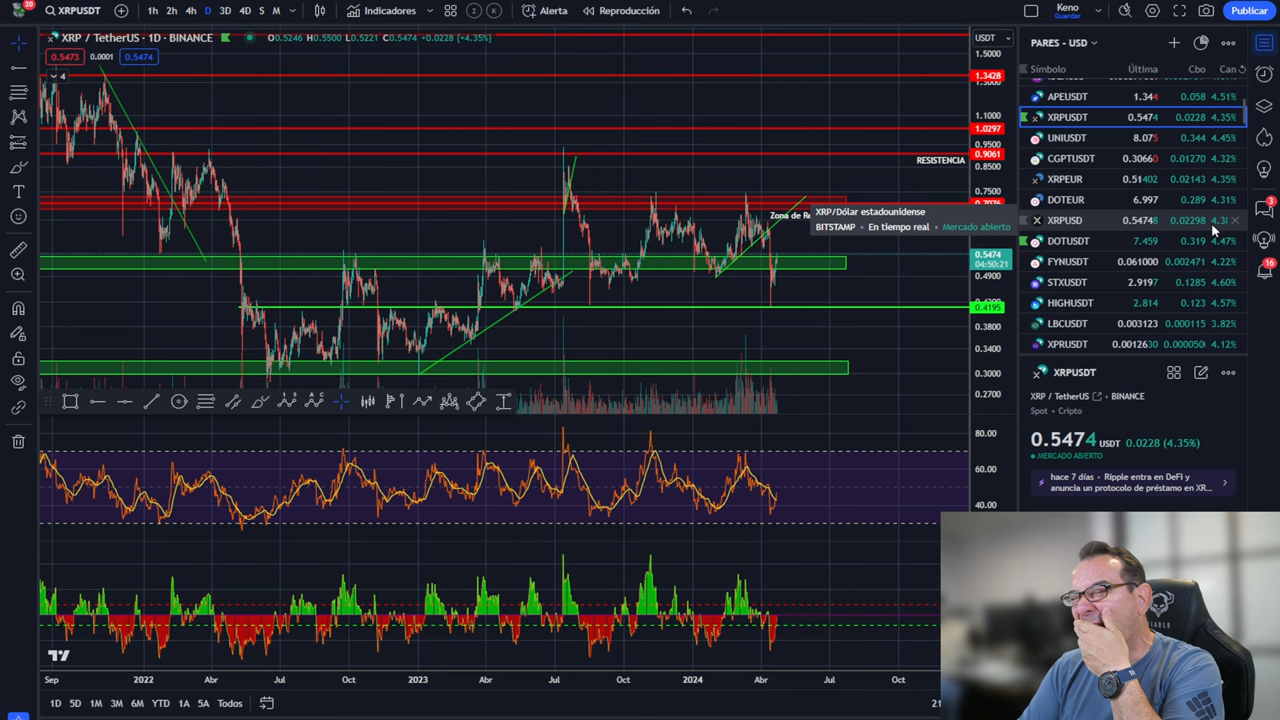 20 XRPUSDT 1h 2h 4h D 3D 4D S M Indicadores 2 K Alerta Reproducción Keno Guardar Publicar
XRP / TetherUS · 1D · BINANCE O0.5246 H0.5500 L0.5221 C0.5474 +0.0228 (+4.35%) USDT
0.5473 0.0001 0.5474
4
1.5000
1.3428
1.3000
1.1000
1.0297
0.9500
0.9061
RESISTENCIA
0.8500
0.7500
0.7076
Zona de Re
XRP/Dólar estadounidense
BITSTAMP • En tiempo real • Mercado abierto
0.5474
04:50:21
0.4900
0.4195
0.3800
0.3400
0.3000
0.2700
80.00
60.00
40.00
Sep 2022 Abr Jul Oct 2023 Abr Jul Oct 2024 Abr Jul Oct
1D 5D 1M 3M 6M YTD 1A 5A Todos 21
PARES - USD
Símbolo Última Cbo Can
APEUSDT 1.344 0.058 4.51%
XRPUSDT 0.5474 0.0228 4.35%
UNIUSDT 8.075 0.344 4.45%
CGPTUSDT 0.30660 0.01270 4.32%
XRPEUR 0.51402 0.02143 4.35%
DOTEUR 6.997 0.289 4.31%
XRPUSD 0.5474 0.02298 4.3
DOTUSDT 7.459 0.319 4.47%
FYNUSDT 0.061000 0.002471 4.22%
STXUSDT 2.9197 0.1285 4.60%
HIGHUSDT 2.814 0.123 4.57%
LBCUSDT 0.003123 0.000115 3.82%
XPRUSDT 0.0012630 0.000050 4.12%
XRPUSDT
XRP / TetherUS • BINANCE
Spot • Cripto
0.5474 USDT 0.0228 (4.35%)
MERCADO ABIERTO
hace 7 días • Ripple entra en DeFi y
anuncia un protocolo de préstamo en XR...
3
16
DIABLO